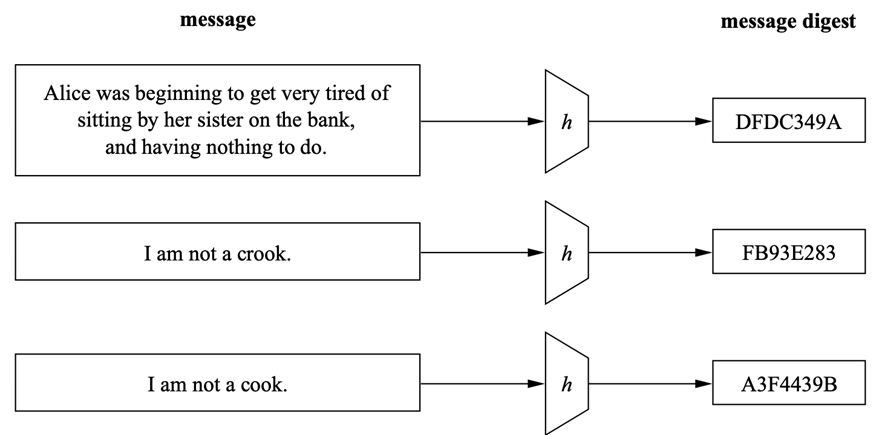 message
message digest
Alice was beginning to get very tired of
sitting by her sister on the bank,
and having nothing to do.
h
DFDC349A
I am not a crook.
h
FB93E283
I am not a cook.
h
A3F4439B